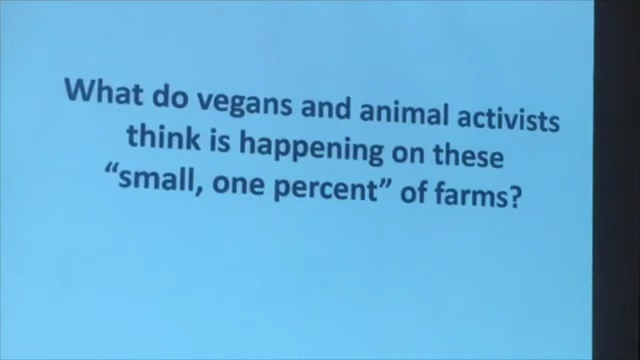 What do vegans and animal activists
think is happening on these
“small, one percent” of farms?